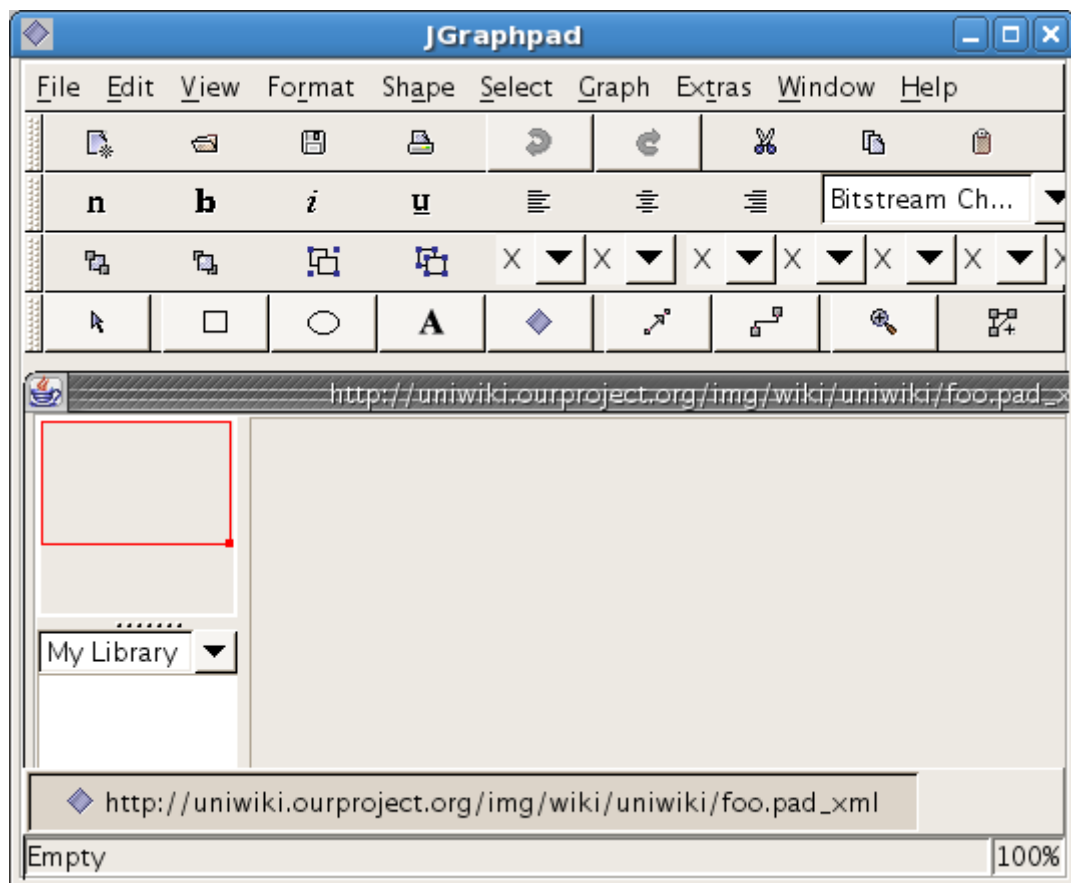 JGraphpad
File Edit View Format Shape Select Graph Extras Window Help
n b i u Bitstream Ch...
X X X X X X
A
http://uniwiki.ourproject.org/img/wiki/uniwiki/foo.pad_x
My Library
http://uniwiki.ourproject.org/img/wiki/uniwiki/foo.pad_xml
Empty 100%